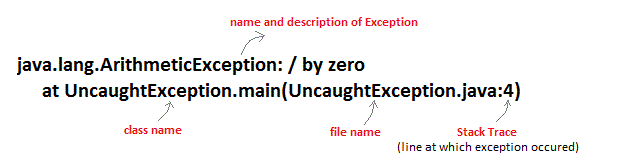 name and description of Exception
java.lang.ArithmeticException: / by zero
at UncaughtException.main(UncaughtException.java:4)
class name
file name
Stack Trace
(line at which exception occured)